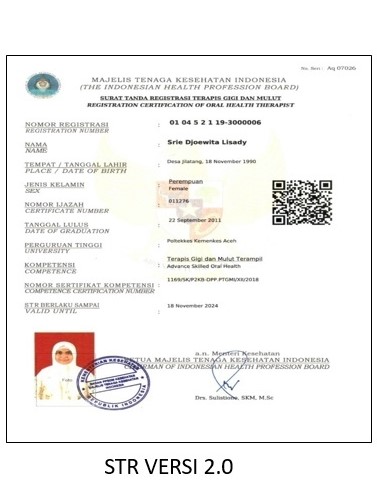 No. Seri : Aq 07026
MAJELIS TENAGA KESEHATAN INDONESIA
(THE INDONESIAN HEALTH PROFESSION BOARD)
SURAT TANDA REGISTRASI TERAPIS GIGI DAN MULUT
REGISTRATION CERTIFICATION OF ORAL HEALTH THERAPIST
NOMOR REGISTRASI : 01 04 5 2 1 19-3000006
REGISTRATION NUMBER
NAMA : Srie Djoewita Lisady
NAME
TEMPAT / TANGGAL LAHIR : Desa Jilatang, 18 November 1990
PLACE / DATE OF BIRTH
JENIS KELAMIN : Perempuan
SEX Female
NOMOR IJAZAH : 011276
CERTIFICATE NUMBER
TANGGAL LULUS : 22 September 2011
DATE OF GRADUATION
PERGURUAN TINGGI : Poltekkes Kemenkes Aceh
UNIVERSITY
KOMPETENSI : Terapis Gigi dan Mulut Terampil
COMPETENCE Advance Skilled Oral Health
NOMOR SERTIFIKAT KOMPETENSI : 1169/SK/P2KB-DPP.PTGMI/XII/2018
COMPETENCE CERTIFICATION NUMBER
STR BERLAKU SAMPAI : 18 November 2024
VALID UNTIL
a.n. Menteri Kesehatan
KETUA MAJELIS TENAGA KESEHATAN INDONESIA
CHAIRMAN OF INDONESIAN HEALTH PROFESSION BOARD
REPUBLIK INDONESIA
Drs. Sulistiono, SKM, M.Sc
STR VERSI 2.0